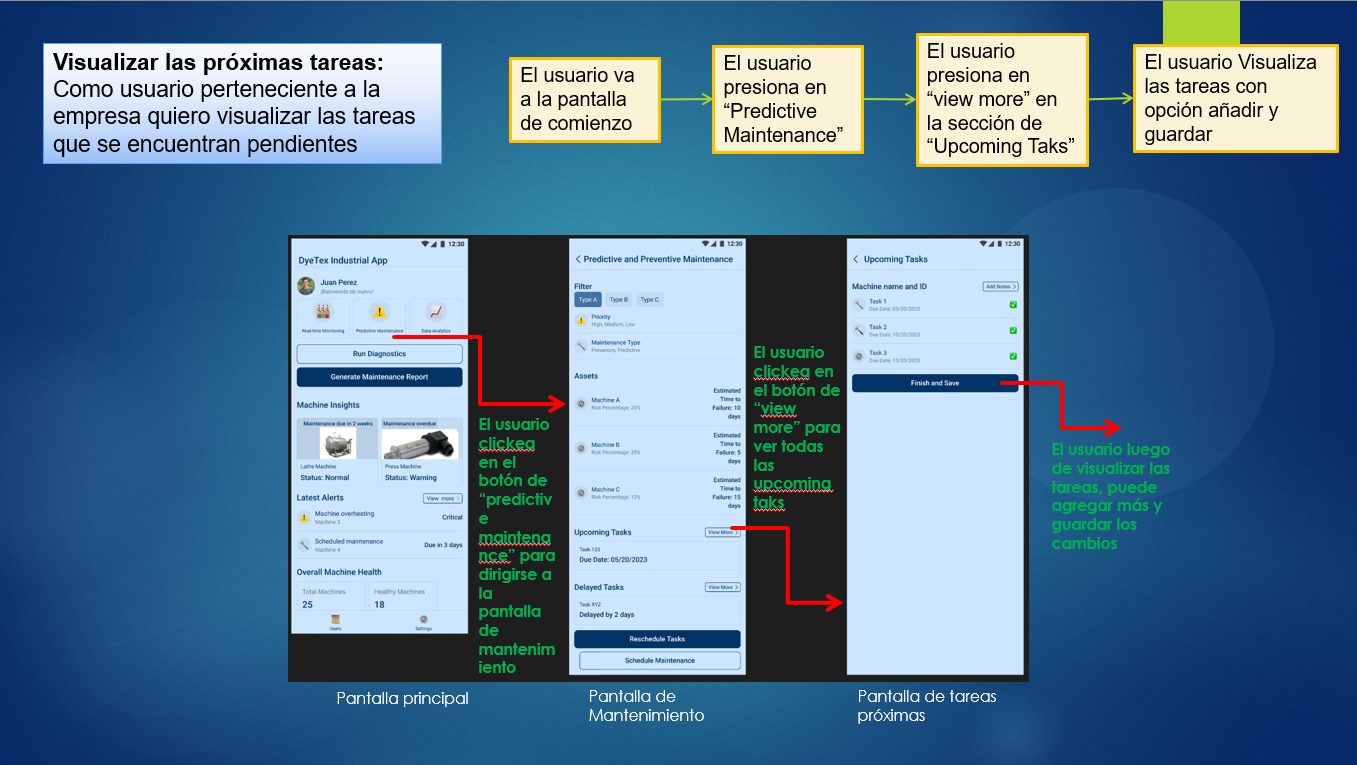 Visualizar las próximas tareas:
Como usuario perteneciente a la
empresa quiero visualizar las tareas
que se encuentran pendientes
El usuario va
a la pantalla
de comienzo
El usuario
presiona en
“Predictive
Maintenance”
El usuario
presiona en
“view more” en
la sección de
“Upcoming Taks”
El usuario Visualiza
las tareas con
opción añadir y
guardar
12:30
DyeTex Industrial App
Juan Perez
¡Bienvenido de nuevo!
Real-time Monitoring
Predictive Maintenance
Data Analytics
Run Diagnostics
Generate Maintenance Report
Machine Insights
Maintenance due in 2 weeks
Maintenance overdue
Lathe Machine
Status: Normal
Press Machine
Status: Warning
Latest Alerts
View more >
Machine overheating
Machine 3
Critical
Scheduled maintenance
Machine 4
Due in 3 days
Overall Machine Health
Total Machines
25
Healthy Machines
18
Users
Settings
El usuario
clickea
en el
botón de
“predictiv
e
maintena
nce” para
dirigirse a
la
pantalla
de
mantenim
iento
12:30
Predictive and Preventive Maintenance
Filter
Type A
Type B
Type C
Priority
High, Medium, Low
Maintenance Type
Preventive, Predictive
Assets
Machine A
Risk Percentage: 20%
Estimated
Time to
Failure: 10
days
Machine B
Risk Percentage: 35%
Estimated
Time to
Failure: 5
days
Machine C
Risk Percentage: 12%
Estimated
Time to
Failure: 15
days
Upcoming Tasks
View More >
Task 123
Due Date: 05/20/2023
Delayed Tasks
View More >
Task XYZ
Delayed by 2 days
Reschedule Tasks
Schedule Maintenance
El usuario
clickea en
el botón de
“view
more” para
ver todas
las
upcoming
taks
12:30
Upcoming Tasks
Machine name and ID
Add Notes >
Task 1
Due Date: 05/20/2023
Task 2
Due Date: 10/20/2023
Task 3
Due Date: 15/20/2023
Finish and Save
El usuario luego
de visualizar las
tareas, puede
agregar más y
guardar los
cambios
Pantalla principal
Pantalla de
Mantenimiento
Pantalla de tareas
próximas